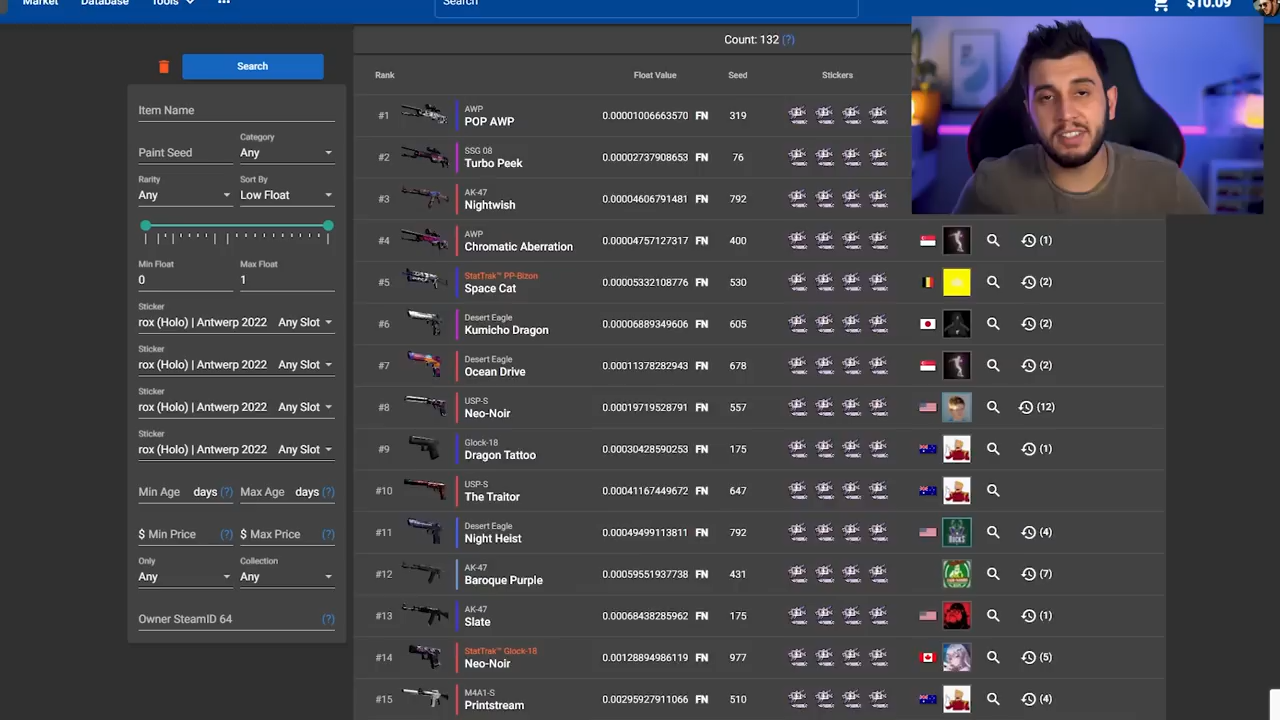 Market Database Tools ... Search $10.09
Count: 132 (?)
Search
Rank Float Value Seed Stickers
Item Name
Category
Paint Seed Any
Rarity Sort By
Any Low Float
Min Float Max Float
0 1
Sticker
rox (Holo) | Antwerp 2022 Any Slot
Sticker
rox (Holo) | Antwerp 2022 Any Slot
Sticker
rox (Holo) | Antwerp 2022 Any Slot
Sticker
rox (Holo) | Antwerp 2022 Any Slot
Min Age days (?) Max Age days (?)
$ Min Price (?) $ Max Price (?)
Only Collection
Any Any
Owner SteamID 64 (?)
AWP
#1 POP AWP 0.00001006663570 FN 319
SSG 08
#2 Turbo Peek 0.00002737908653 FN 76
AK-47
#3 Nightwish 0.00004606791481 FN 792
AWP
#4 Chromatic Aberration 0.00004757127317 FN 400 (1)
StatTrak™ PP-Bizon
#5 Space Cat 0.00005332108776 FN 530 (2)
Desert Eagle
#6 Kumicho Dragon 0.00006889349606 FN 605 (2)
Desert Eagle
#7 Ocean Drive 0.00011378282943 FN 678 (2)
USP-S
#8 Neo-Noir 0.00019719528791 FN 557 (12)
Glock-18
#9 Dragon Tattoo 0.00030428590253 FN 175 (1)
USP-S
#10 The Traitor 0.00041167449672 FN 647
Desert Eagle
#11 Night Heist 0.00049499113811 FN 792 (4)
AK-47
#12 Baroque Purple 0.00059551937738 FN 431 (7)
AK-47
#13 Slate 0.00068438285962 FN 175 (1)
StatTrak™ Glock-18
#14 Neo-Noir 0.00128894986119 FN 977 (5)
M4A1-S
#15 Printstream 0.00295927911066 FN 510 (4)